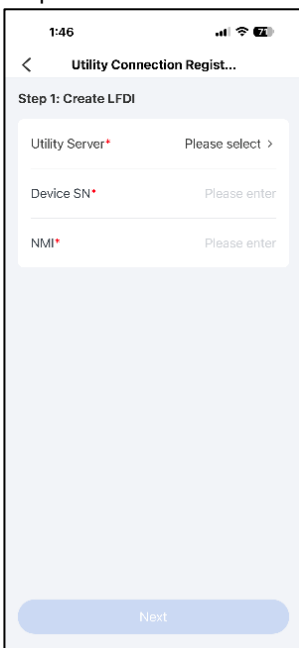 1:46
71
Utility Connection Regist...
Step 1: Create LFDI
Utility Server* Please select >
Device SN* Please enter
NMI* Please enter
Next